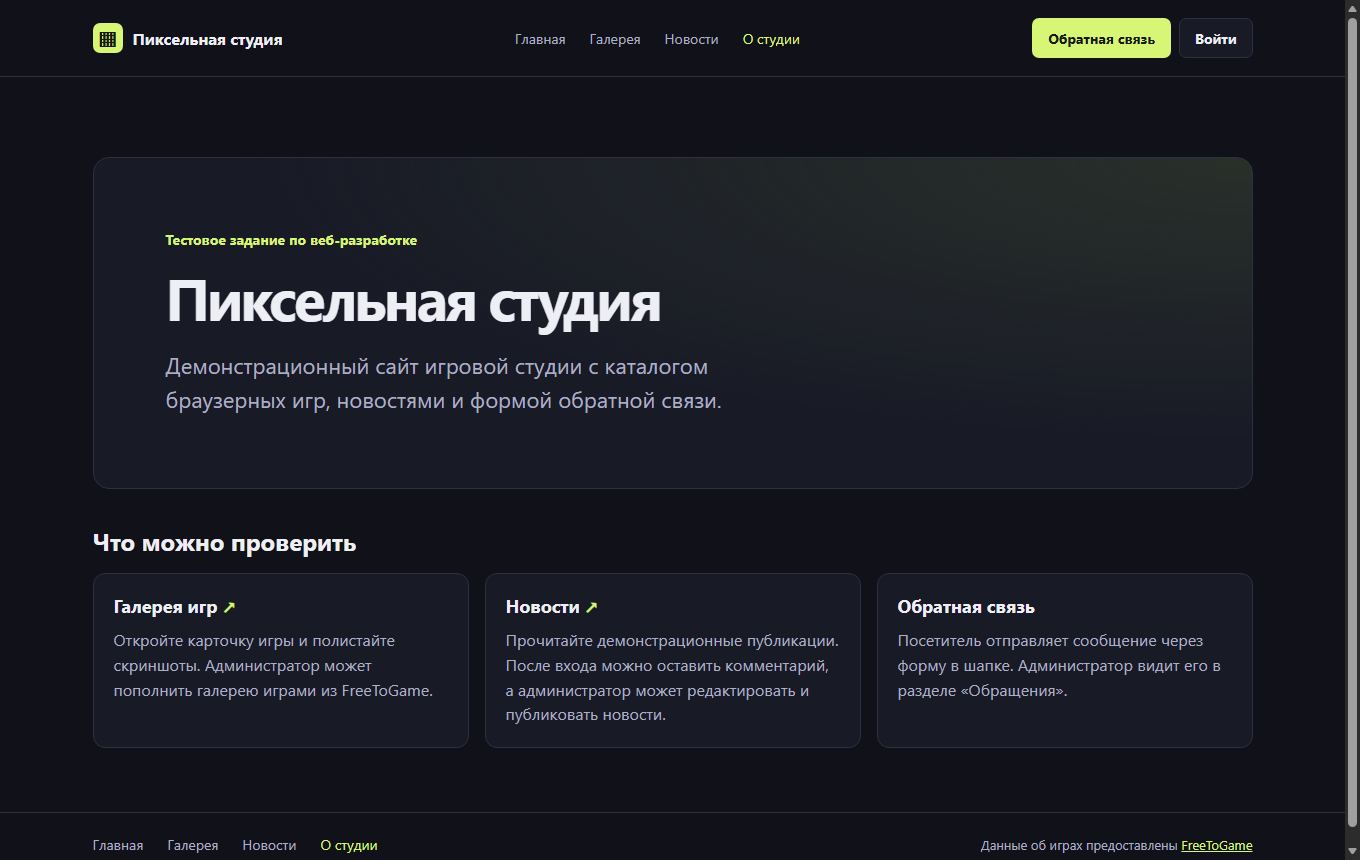 Пиксельная студия
Главная Галерея Новости О студии
Обратная связь Войти
Тестовое задание по веб-разработке
Пиксельная студия
Демонстрационный сайт игровой студии с каталогом
браузерных игр, новостями и формой обратной связи.
Что можно проверить
Галерея игр ↗
Откройте карточку игры и полистайте
скриншоты. Администратор может
пополнить галерею играми из FreeToGame.
Новости ↗
Прочитайте демонстрационные публикации.
После входа можно оставить комментарий,
а администратор может редактировать и
публиковать новости.
Обратная связь
Посетитель отправляет сообщение через
форму в шапке. Администратор видит его в
разделе «Обращения».
Главная Галерея Новости О студии
Данные об играх предоставлены FreeToGame